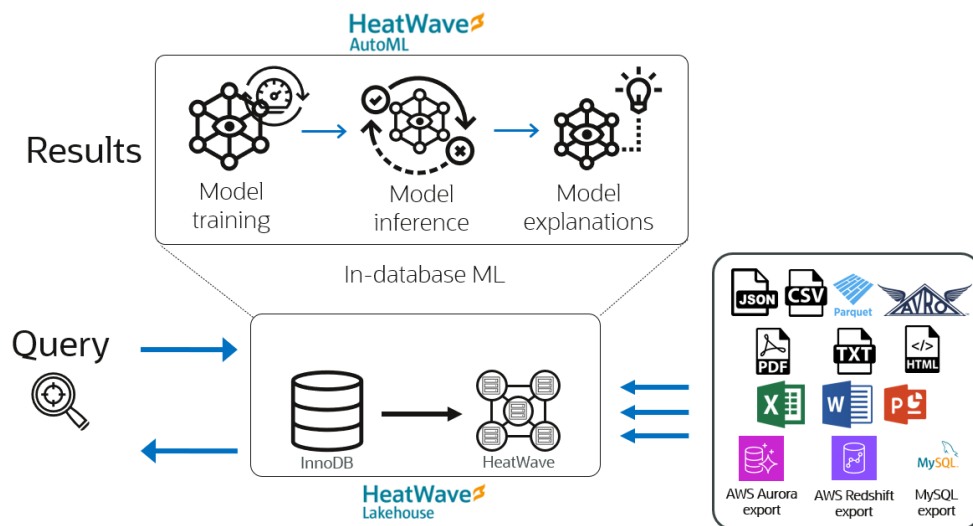 HeatWave
AutoML
Results
Model
training
Model
inference
Model
explanations
In-database ML
Query
InnoDB
HeatWave
HeatWave
Lakehouse
JSON
CSV
Parquet
AVRO
PDF
TXT
</>
HTML
X
W
P
MySQL
AWS Aurora
export
AWS Redshift
export
MySQL
export